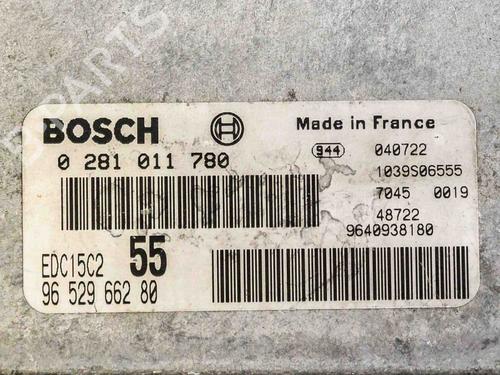 BOSCH
Made in France
0 281 011 780
944 040722
1039S06555
7045 0019
48722
9640938180
EDC15C2 55
96 529 662 80